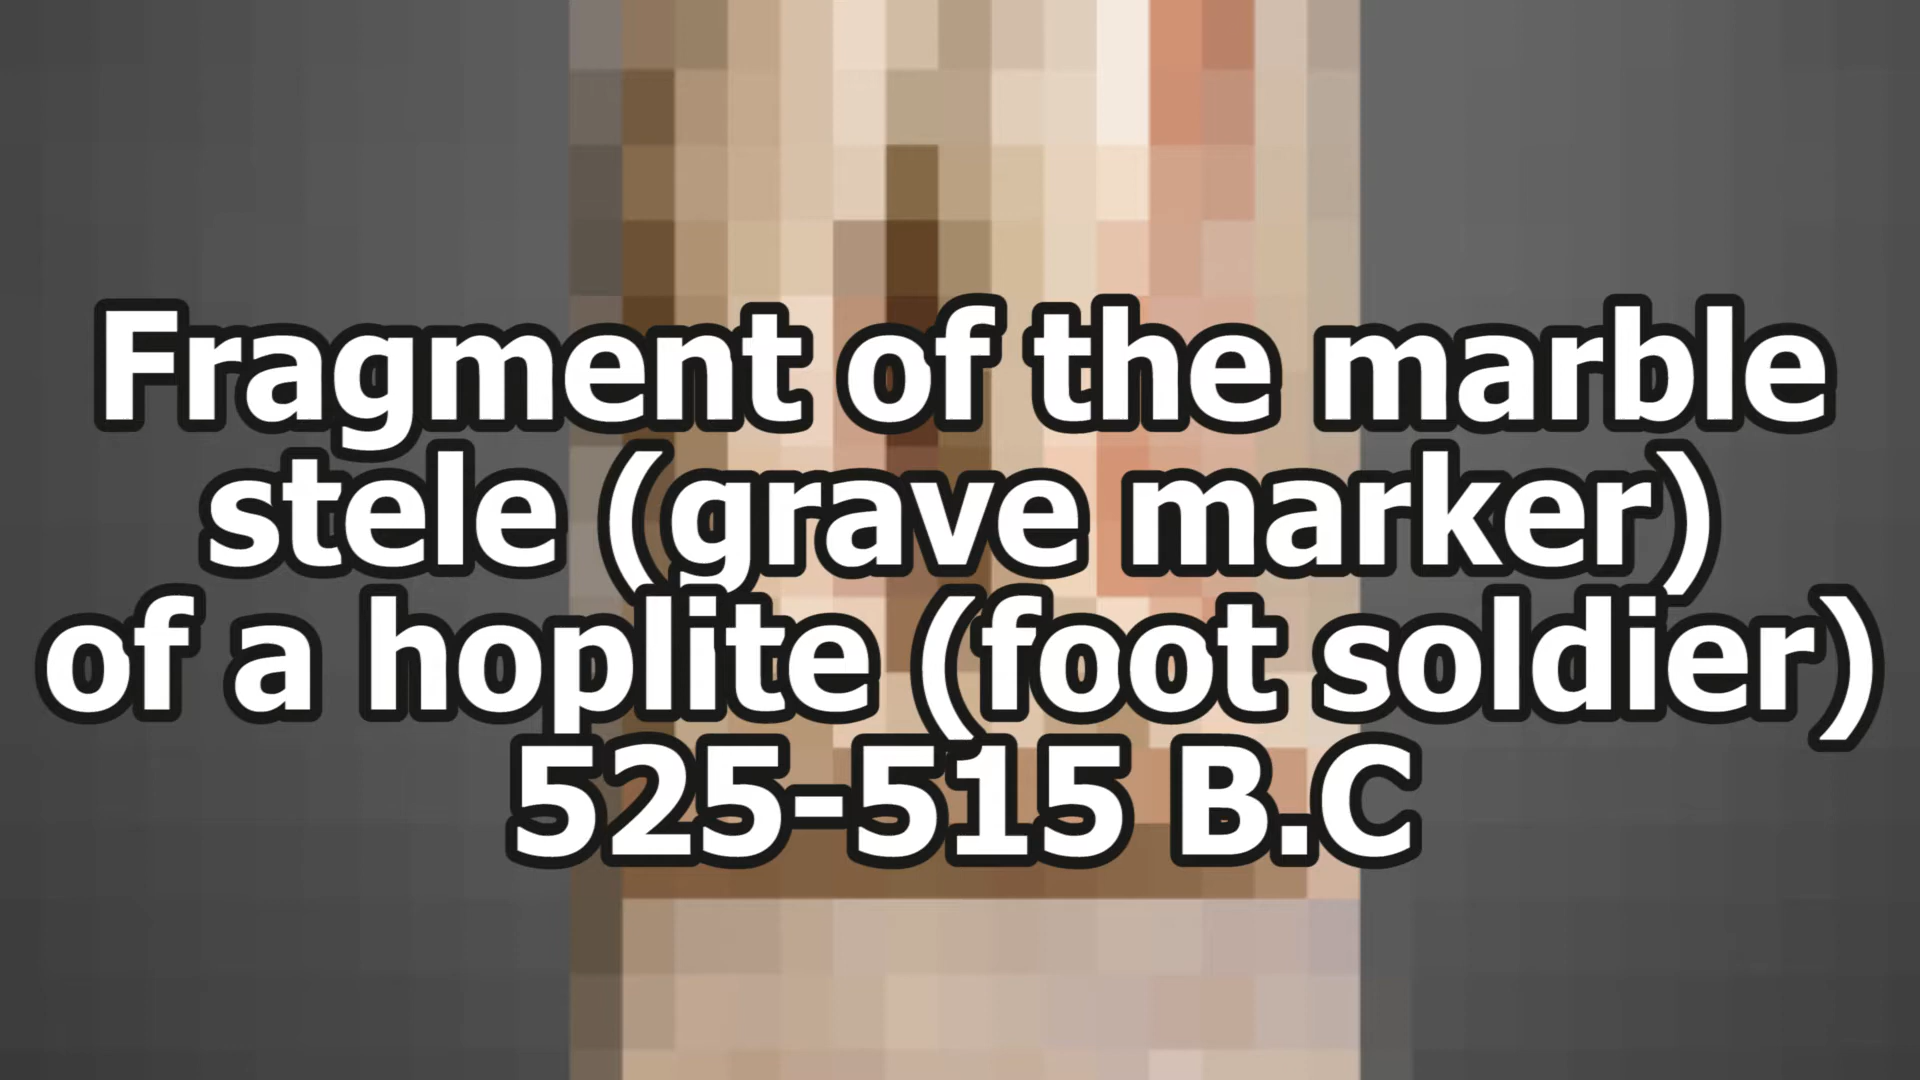 Fragment of the marble
stele (grave marker)
of a hoplite (foot soldier)
525-515 B.C